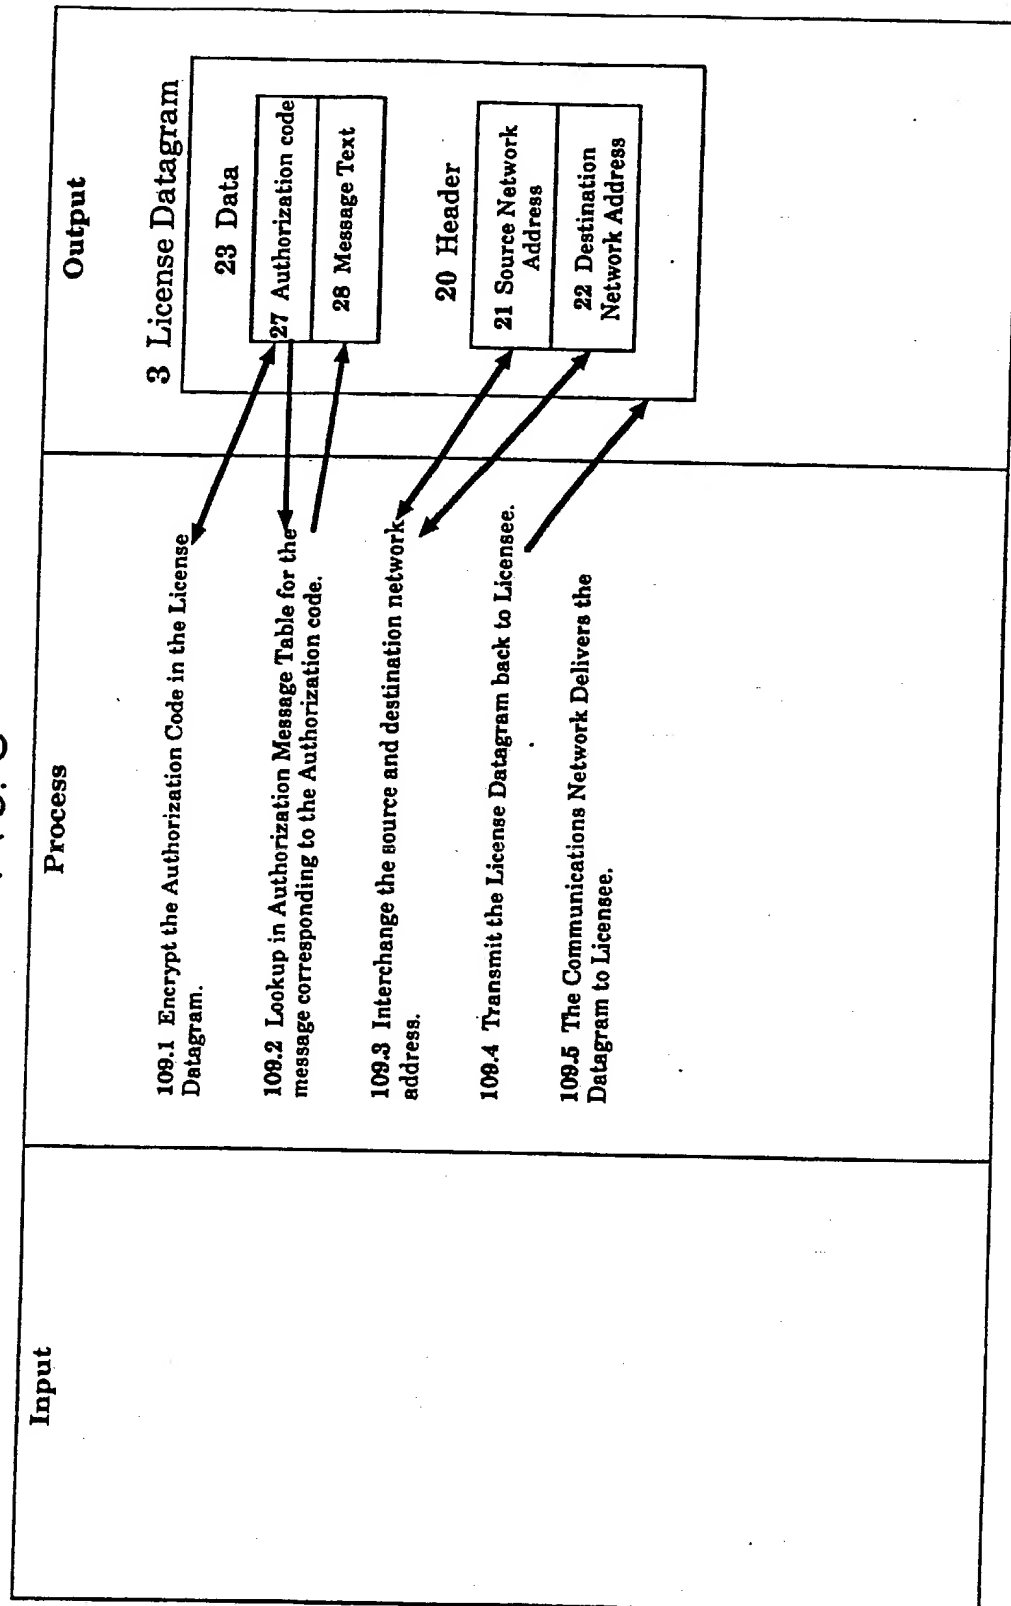 Input
Process
Output
109.1 Encrypt the Authorization Code in the License
Datagram.
109.2 Lookup in Authorization Message Table for the
message corresponding to the Authorization code.
109.3 Interchange the source and destination network
address.
109.4 Transmit the License Datagram back to Licensee.
109.5 The Communications Network Delivers the
Datagram to Licensee.
3 License Datagram
23 Data
27 Authorization code
28 Message Text
20 Header
21 Source Network
Address
22 Destination
Network Address